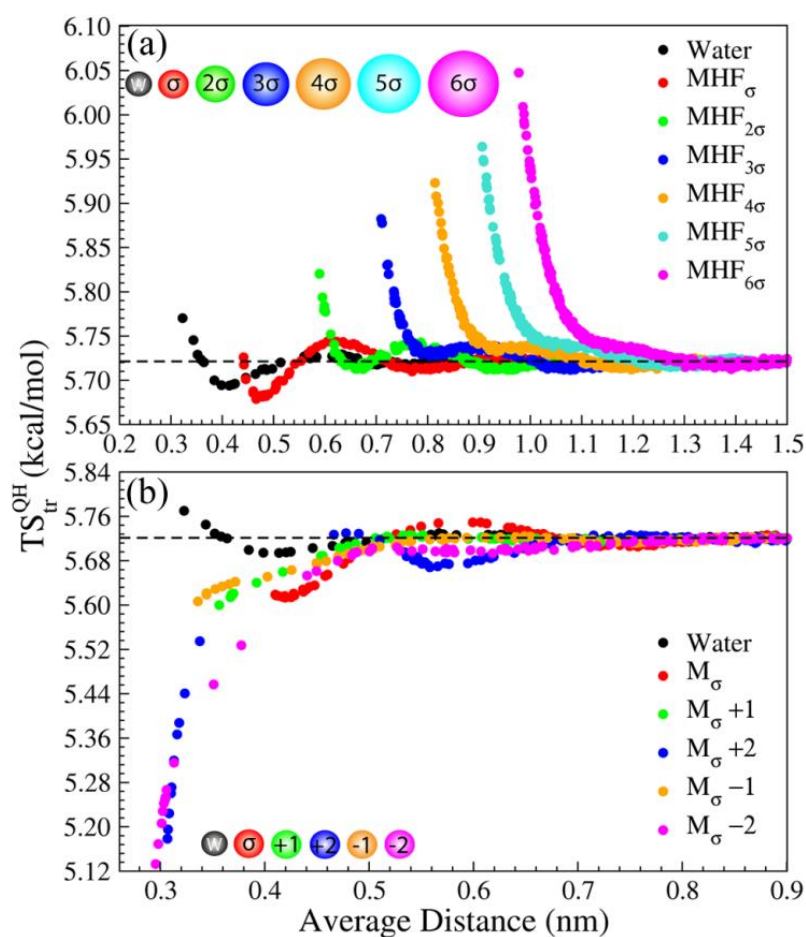 (a)
W σ 2σ 3σ 4σ 5σ 6σ
Water
MHFσ
MHF2σ
MHF3σ
MHF4σ
MHF5σ
MHF6σ
6.10
6.05
6.00
5.95
5.90
5.85
5.80
5.75
5.70
5.65
0.2 0.3 0.4 0.5 0.6 0.7 0.8 0.9 1.0 1.1 1.2 1.3 1.4 1.5
TS^QH_tr (kcal/mol)
(b)
5.84
5.76
5.68
5.60
5.52
5.44
5.36
5.28
5.20
5.12
Water
Mσ
Mσ +1
Mσ +2
Mσ −1
Mσ −2
W σ +1 +2 -1 -2
0.3 0.4 0.5 0.6 0.7 0.8 0.9
Average Distance (nm)